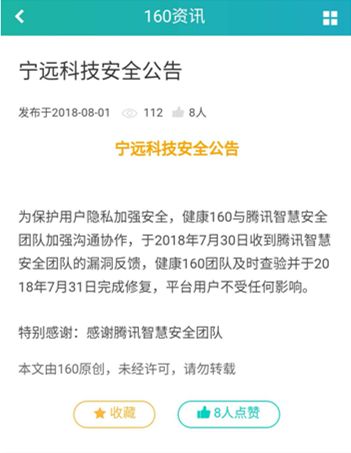 160资讯
宁远科技安全公告
发布于2018-08-01 112 8人
宁远科技安全公告
为保护用户隐私加强安全，健康160与腾讯智慧安全
团队加强沟通协作，于2018年7月30日收到腾讯智慧
安全团队的漏洞反馈，健康160团队及时查验并于20
18年7月31日完成修复，平台用户不受任何影响。
特别感谢：感谢腾讯智慧安全团队
本文由160原创，未经许可，请勿转载
收藏 8人点赞